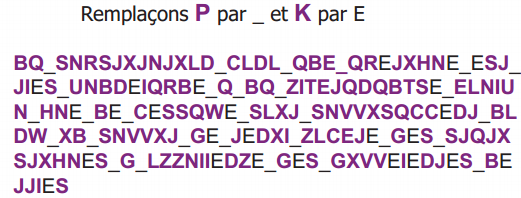 Remplaçons P par _ et K par E
BQ_SNRSJXJNJXLD_CLDL_QBE_QREJXHNE_ESJ_
JIES_UNBDEIQRBE_Q_BQ_ZITEJQDQBTSE_ELNIU
N_HNE_BE_CESSQWE_SLXJ_SNVVXSQCCEDJ_BL
DW_XB_SNVVXJ_GE_JEDXI_ZLCEJE_GES_SJQJX
SJXHNES_G_LZZNIIEDZE_GES_GXVVEIEDJES_BE
JJIES